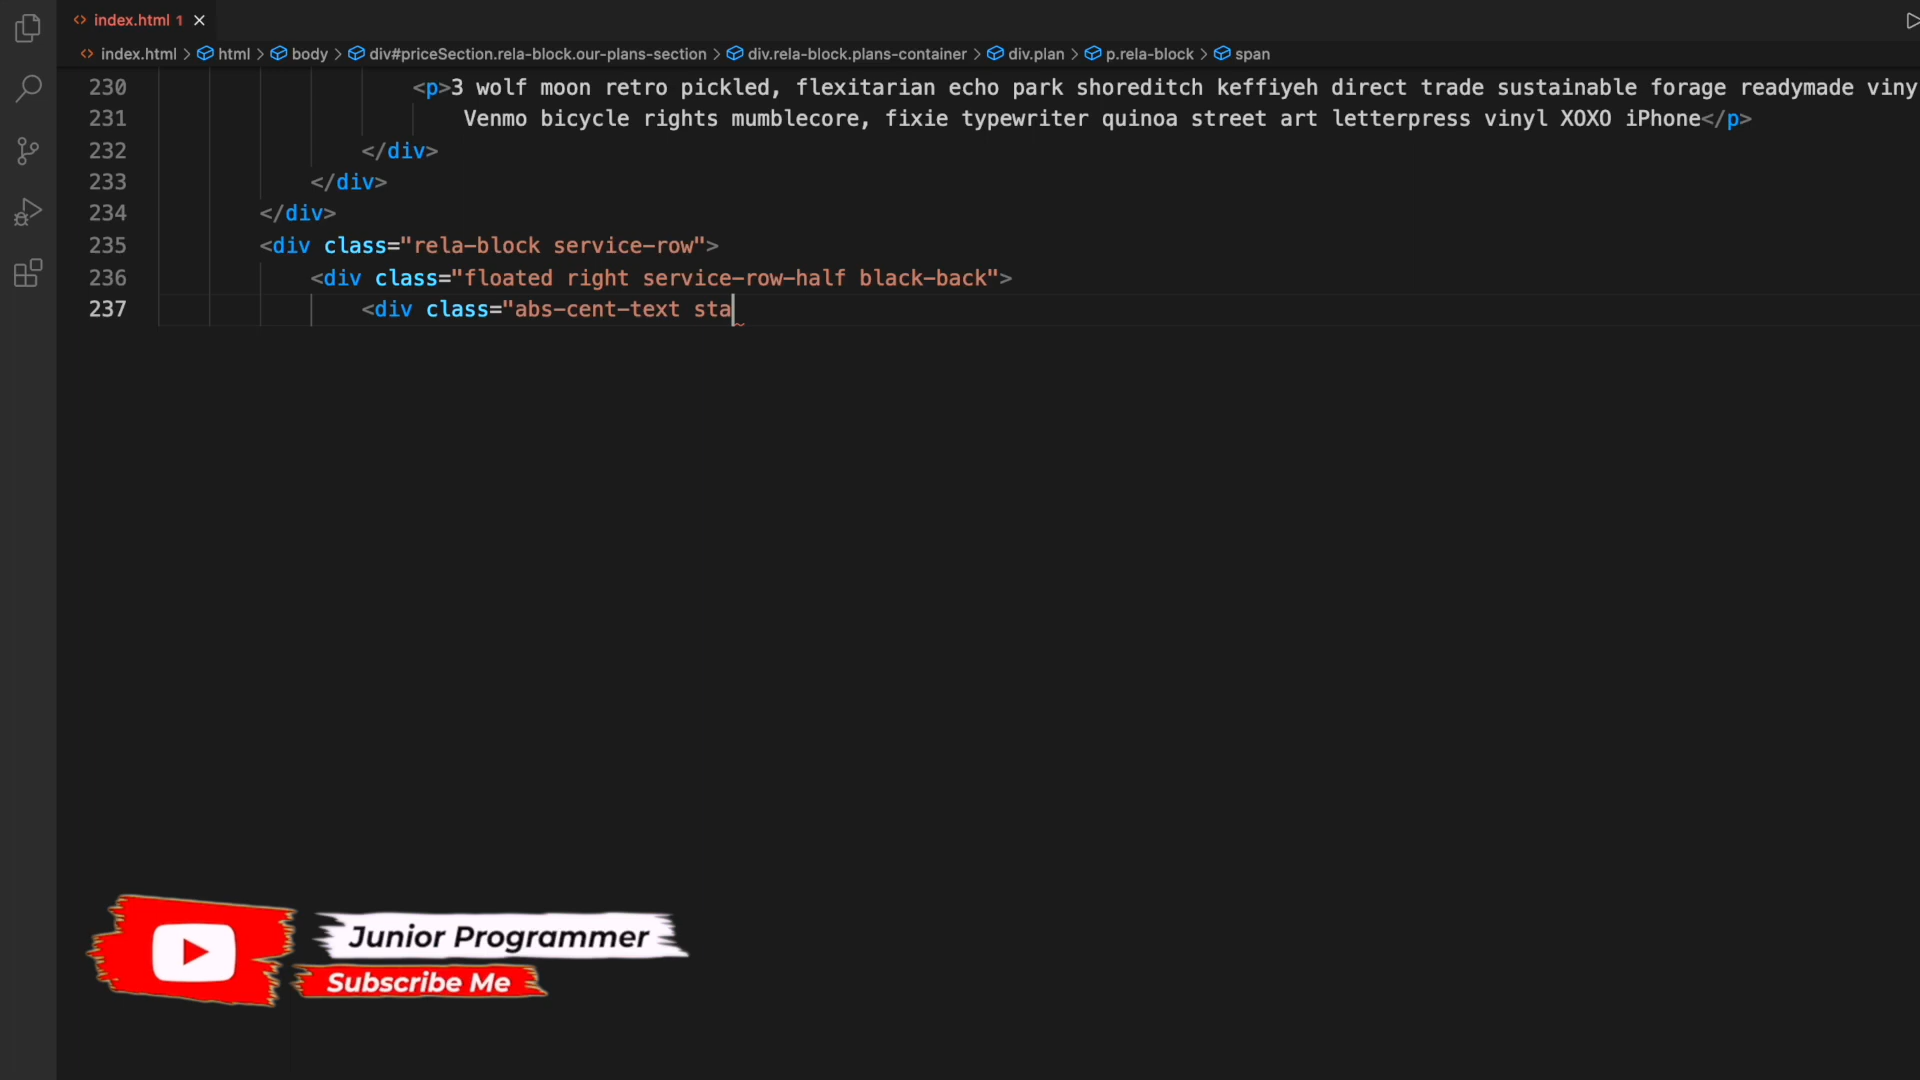 index.html 1
index.html > html > body > div#priceSection.rela-block.our-plans-section > div.rela-block.plans-container > div.plan > p.rela-block > span
230 <p>3 wolf moon retro pickled, flexitarian echo park shoreditch keffiyeh direct trade sustainable forage readymade viny
231 Venmo bicycle rights mumblecore, fixie typewriter quinoa street art letterpress vinyl XOXO iPhone</p>
232 </div>
233 </div>
234 </div>
235 <div class="rela-block service-row">
236 <div class="floated right service-row-half black-back">
237 <div class="abs-cent-text sta
Junior Programmer
Subscribe Me